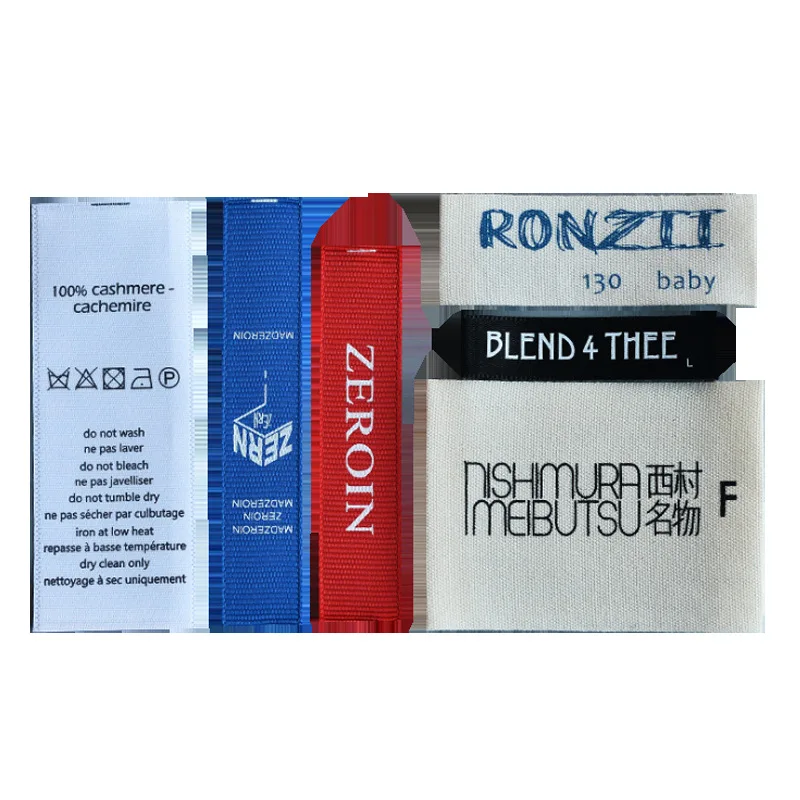 100% cashmere -
cachemire
do not wash
ne pas laver
do not bleach
ne pas javelliser
do not tumble dry
ne pas sécher par culbutage
iron at low heat
repasse à basse température
dry clean only
nettoyage à sec uniquement
MADZEROIN
ZERN
MADZEROIN
ZEROIN
MADZEROIN
ZEROIN
RONZII
130 baby
BLEND 4 THEE
L
NISHIMURA 西村
MEIBUTSU 名物
F